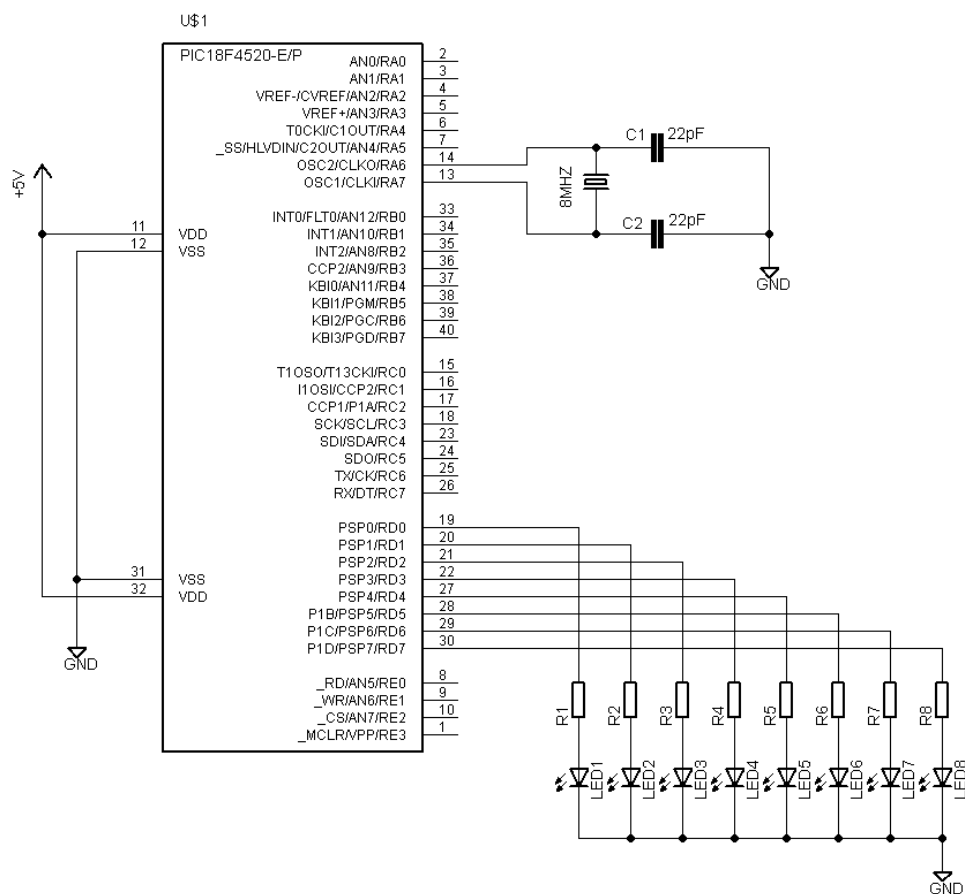 U$1
PIC18F4520-E/P
AN0/RA0 2
AN1/RA1 3
VREF-/CVREF/AN2/RA2 4
VREF+/AN3/RA3 5
T0CKI/C1OUT/RA4 6
_SS/HLVDIN/C2OUT/AN4/RA5 7
OSC2/CLKO/RA6 14
OSC1/CLKI/RA7 13
C1 22pF
8MHZ
C2 22pF
GND
+5V
11 VDD
12 VSS
INT0/FLT0/AN12/RB0 33
INT1/AN10/RB1 34
INT2/AN8/RB2 35
CCP2/AN9/RB3 36
KBI0/AN11/RB4 37
KBI1/PGM/RB5 38
KBI2/PGC/RB6 39
KBI3/PGD/RB7 40
T1OSO/T13CKI/RC0 15
I1OSI/CCP2/RC1 16
CCP1/P1A/RC2 17
SCK/SCL/RC3 18
SDI/SDA/RC4 23
SDO/RC5 24
TX/CK/RC6 25
RX/DT/RC7 26
PSP0/RD0 19
PSP1/RD1 20
PSP2/RD2 21
PSP3/RD3 22
PSP4/RD4 27
P1B/PSP5/RD5 28
P1C/PSP6/RD6 29
P1D/PSP7/RD7 30
31 VSS
32 VDD
GND
_RD/AN5/RE0 8
_WR/AN6/RE1 9
_CS/AN7/RE2 10
_MCLR/VPP/RE3 1
R1 R2 R3 R4 R5 R6 R7 R8
LED1 LED2 LED3 LED4 LED5 LED6 LED7 LED8
GND